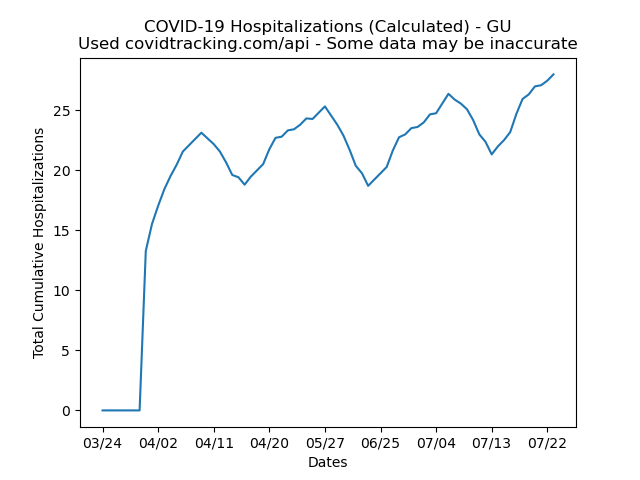 COVID-19 Hospitalizations (Calculated) - GU
Used covidtracking.com/api - Some data may be inaccurate
Total Cumulative Hospitalizations
25
20
15
10
5
0
03/24 04/02 04/11 04/20 05/27 06/25 07/04 07/13 07/22
Dates